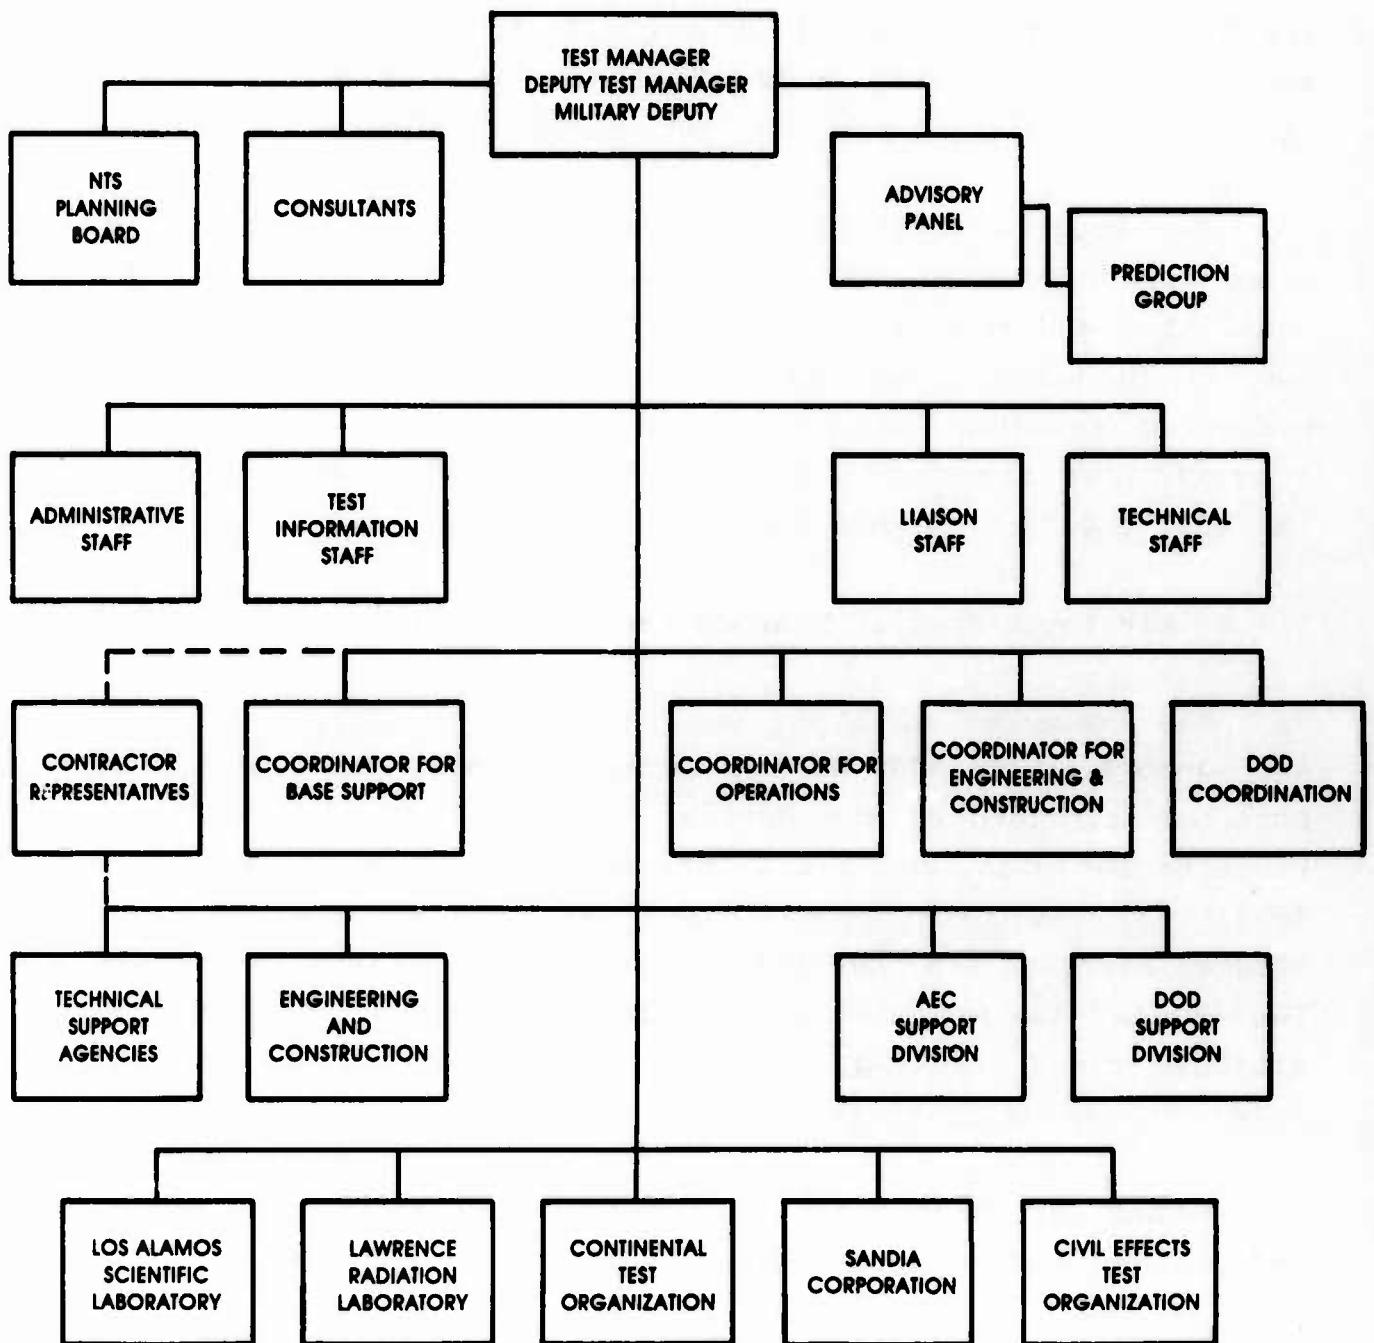 TEST MANAGER
DEPUTY TEST MANAGER
MILITARY DEPUTY
NTS
PLANNING
BOARD
CONSULTANTS
ADVISORY
PANEL
PREDICTION
GROUP
ADMINISTRATIVE
STAFF
TEST
INFORMATION
STAFF
LIAISON
STAFF
TECHNICAL
STAFF
CONTRACTOR
REPRESENTATIVES
COORDINATOR FOR
BASE SUPPORT
COORDINATOR FOR
OPERATIONS
COORDINATOR FOR
ENGINEERING &
CONSTRUCTION
DOD
COORDINATION
TECHNICAL
SUPPORT
AGENCIES
ENGINEERING
AND
CONSTRUCTION
AEC
SUPPORT
DIVISION
DOD
SUPPORT
DIVISION
LOS ALAMOS
SCIENTIFIC
LABORATORY
LAWRENCE
RADIATION
LABORATORY
CONTINENTAL
TEST
ORGANIZATION
SANDIA
CORPORATION
CIVIL EFFECTS
TEST
ORGANIZATION